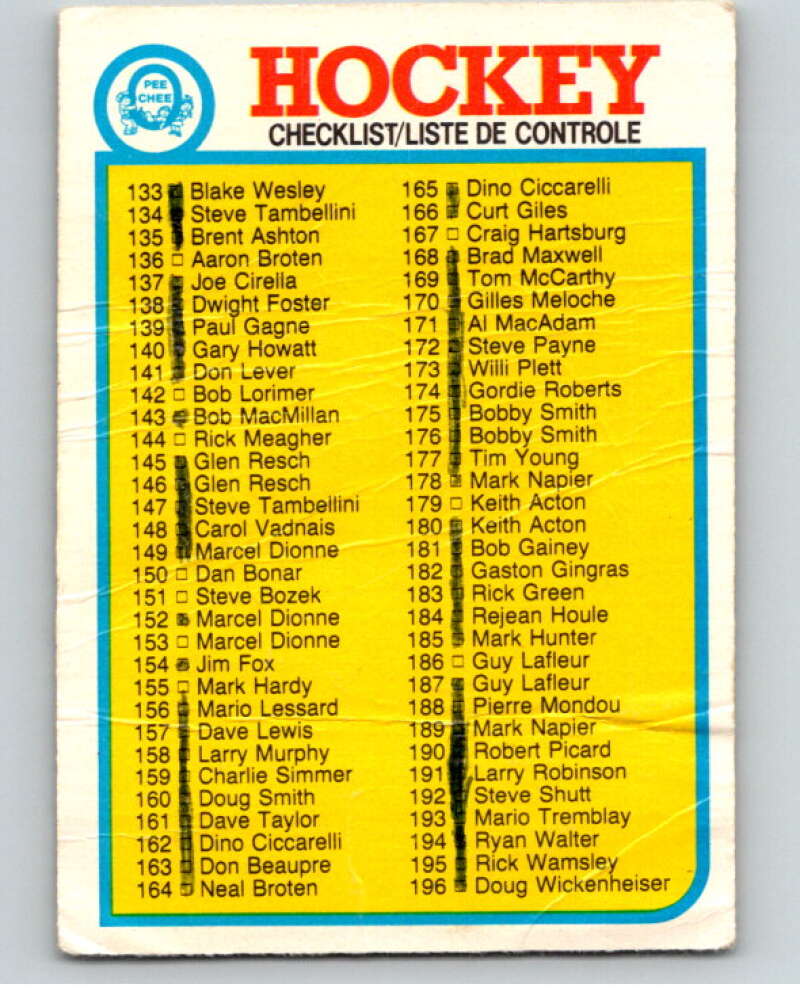 PEE
CHEE
HOCKEY
CHECKLIST/LISTE DE CONTROLE
133 Blake Wesley
134 Steve Tambellini
135 Brent Ashton
136 Aaron Broten
137 Joe Cirella
138 Dwight Foster
139 Paul Gagne
140 Gary Howatt
141 Don Lever
142 Bob Lorimer
143 Bob MacMillan
144 Rick Meagher
145 Glen Resch
146 Glen Resch
147 Steve Tambellini
148 Carol Vadnais
149 Marcel Dionne
150 Dan Bonar
151 Steve Bozek
152 Marcel Dionne
153 Marcel Dionne
154 Jim Fox
155 Mark Hardy
156 Mario Lessard
157 Dave Lewis
158 Larry Murphy
159 Charlie Simmer
160 Doug Smith
161 Dave Taylor
162 Dino Ciccarelli
163 Don Beaupre
164 Neal Broten
165 Dino Ciccarelli
166 Curt Giles
167 Craig Hartsburg
168 Brad Maxwell
169 Tom McCarthy
170 Gilles Meloche
171 Al MacAdam
172 Steve Payne
173 Willi Plett
174 Gordie Roberts
175 Bobby Smith
176 Bobby Smith
177 Tim Young
178 Mark Napier
179 Keith Acton
180 Keith Acton
181 Bob Gainey
182 Gaston Gingras
183 Rick Green
184 Rejean Houle
185 Mark Hunter
186 Guy Lafleur
187 Guy Lafleur
188 Pierre Mondou
189 Mark Napier
190 Robert Picard
191 Larry Robinson
192 Steve Shutt
193 Mario Tremblay
194 Ryan Walter
195 Rick Wamsley
196 Doug Wickenheiser